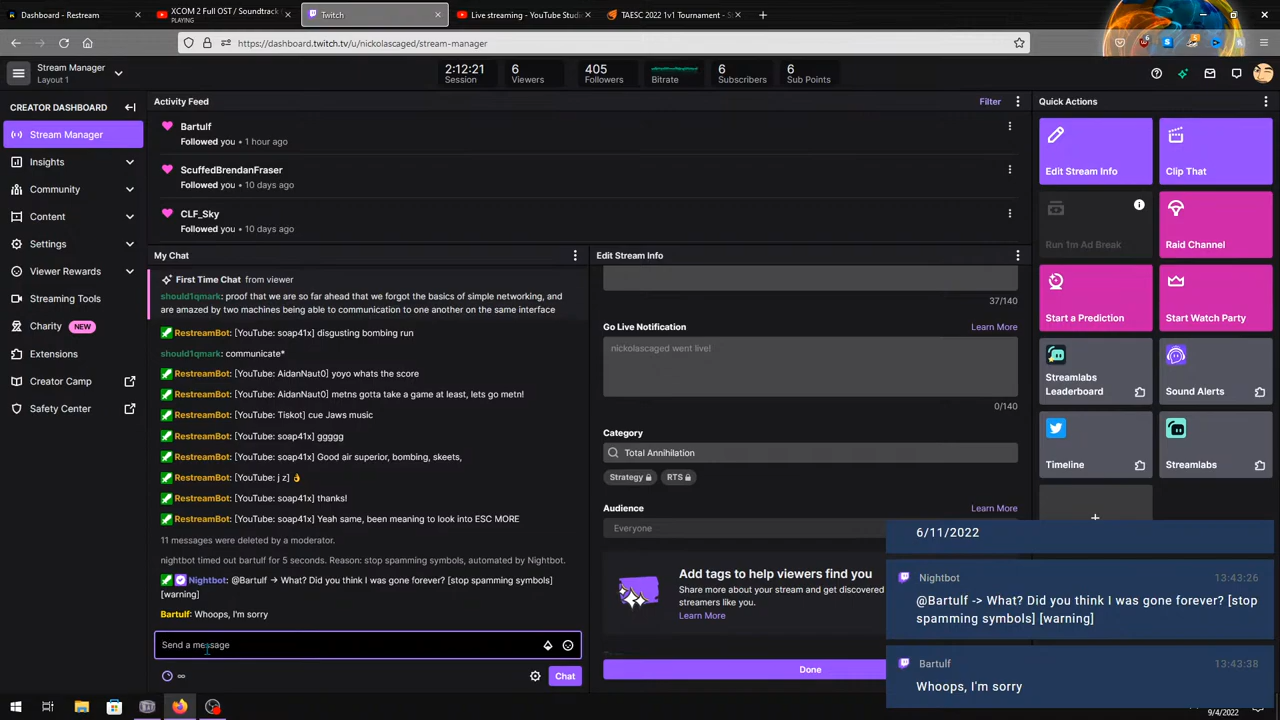 Dashboard - Restream
XCOM 2 Full OST / Soundtrack
PLAYING
Twitch
Live streaming - YouTube Studi
TAESC 2022 1v1 Tournament -
https://dashboard.twitch.tv/u/nickolascaged/stream-manager
Stream Manager
Layout 1
2:12:21
Session
6
Viewers
405
Followers
Bitrate
6
Subscribers
6
Sub Points
CREATOR DASHBOARD
Stream Manager
Insights
Community
Content
Settings
Viewer Rewards
Streaming Tools
Charity NEW
Extensions
Creator Camp
Safety Center
Activity Feed
Filter
Bartulf
Followed you • 1 hour ago
ScuffedBrendanFraser
Followed you • 10 days ago
CLF_Sky
Followed you • 10 days ago
My Chat
First Time Chat from viewer
should1qmark: proof that we are so far ahead that we forgot the basics of simple networking, and
are amazed by two machines being able to communication to one another on the same interface
RestreamBot: [YouTube: soap41x] disgusting bombing run
should1qmark: communicate*
RestreamBot: [YouTube: AidanNaut0] yoyo whats the score
RestreamBot: [YouTube: AidanNaut0] metns gotta take a game at least, lets go metn!
RestreamBot: [YouTube: Tiskot] cue Jaws music
RestreamBot: [YouTube: soap41x] ggggg
RestreamBot: [YouTube: soap41x] Good air superior, bombing, skeets,
RestreamBot: [YouTube: j z] 👌
RestreamBot: [YouTube: soap41x] thanks!
RestreamBot: [YouTube: soap41x] Yeah same, been meaning to look into ESC MORE
11 messages were deleted by a moderator.
nightbot timed out bartulf for 5 seconds. Reason: stop spamming symbols, automated by Nightbot.
Nightbot: @Bartulf -> What? Did you think I was gone forever? [stop spamming symbols]
[warning]
Bartulf: Whoops, I'm sorry
Send a message
∞
Chat
Edit Stream Info
37/140
Go Live Notification
Learn More
nickolascaged went live!
0/140
Category
Total Annihilation
Strategy
RTS
Audience
Learn More
Everyone
Add tags to help viewers find you
Share more about your stream and get discovered
streamers like you.
Learn More
Done
Quick Actions
Edit Stream Info
Clip That
Run 1m Ad Break
Raid Channel
Start a Prediction
Start Watch Party
Streamlabs
Leaderboard
Sound Alerts
Timeline
Streamlabs
6/11/2022
Nightbot
13:43:26
@Bartulf -> What? Did you think I was gone forever? [stop
spamming symbols] [warning]
Bartulf
13:43:38
Whoops, I'm sorry
9/4/2022